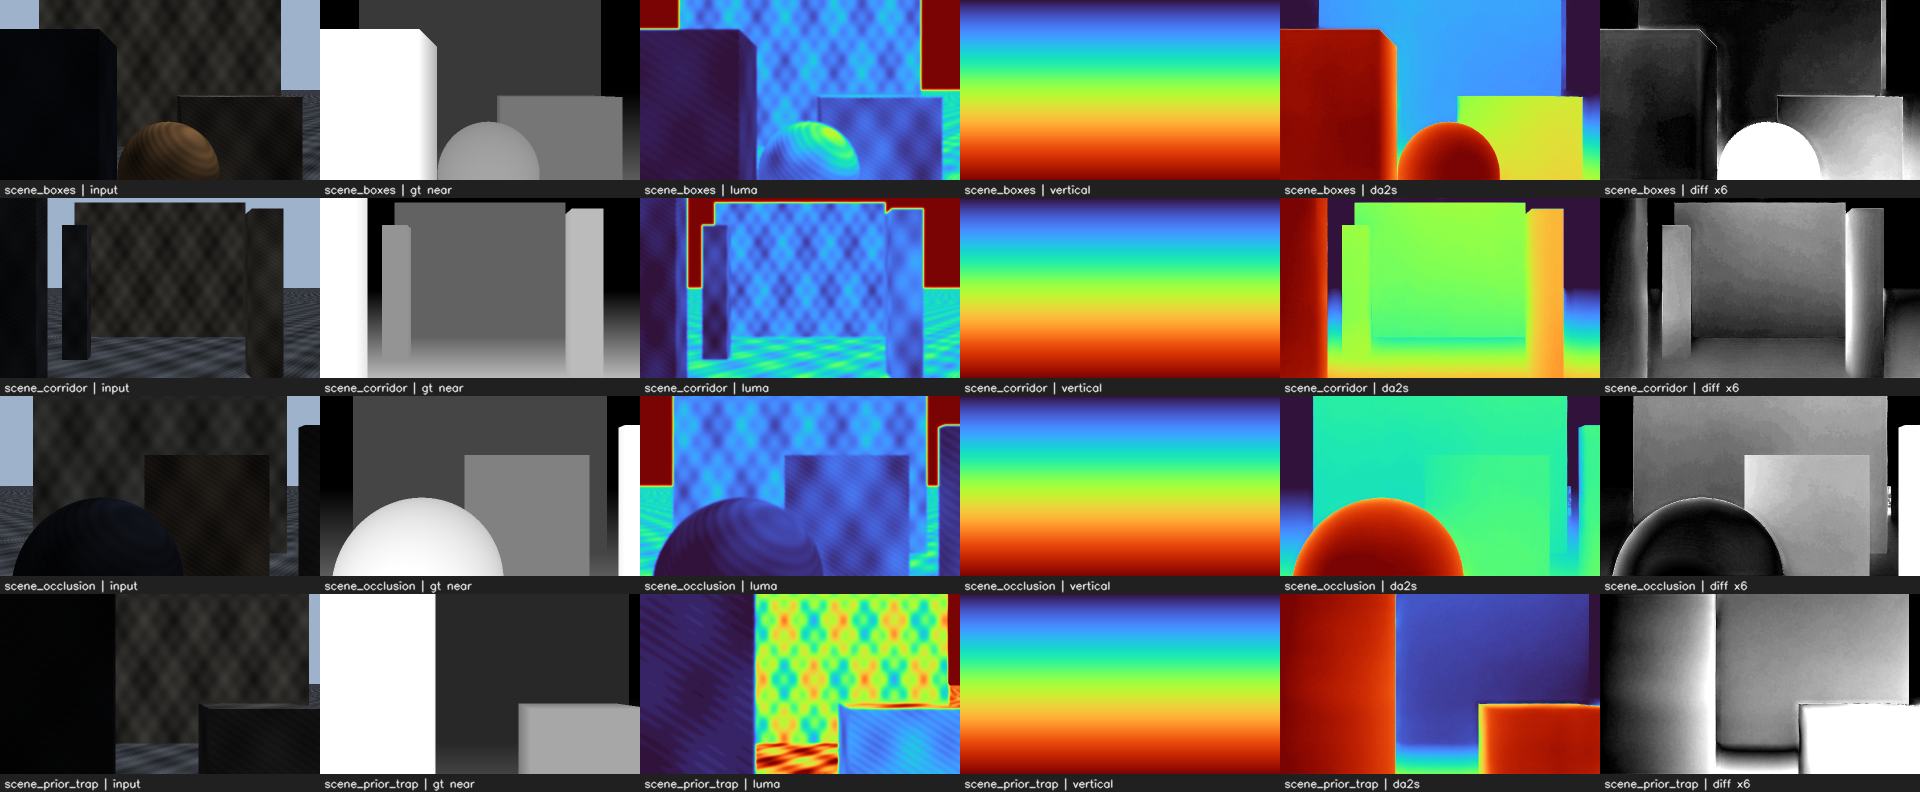 scene_boxes | input
scene_boxes | gt near
scene_boxes | luma
scene_boxes | vertical
scene_boxes | da2s
scene_boxes | diff x6
scene_corridor | input
scene_corridor | gt near
scene_corridor | luma
scene_corridor | vertical
scene_corridor | da2s
scene_corridor | diff x6
scene_occlusion | input
scene_occlusion | gt near
scene_occlusion | luma
scene_occlusion | vertical
scene_occlusion | da2s
scene_occlusion | diff x6
scene_prior_trap | input
scene_prior_trap | gt near
scene_prior_trap | luma
scene_prior_trap | vertical
scene_prior_trap | da2s
scene_prior_trap | diff x6